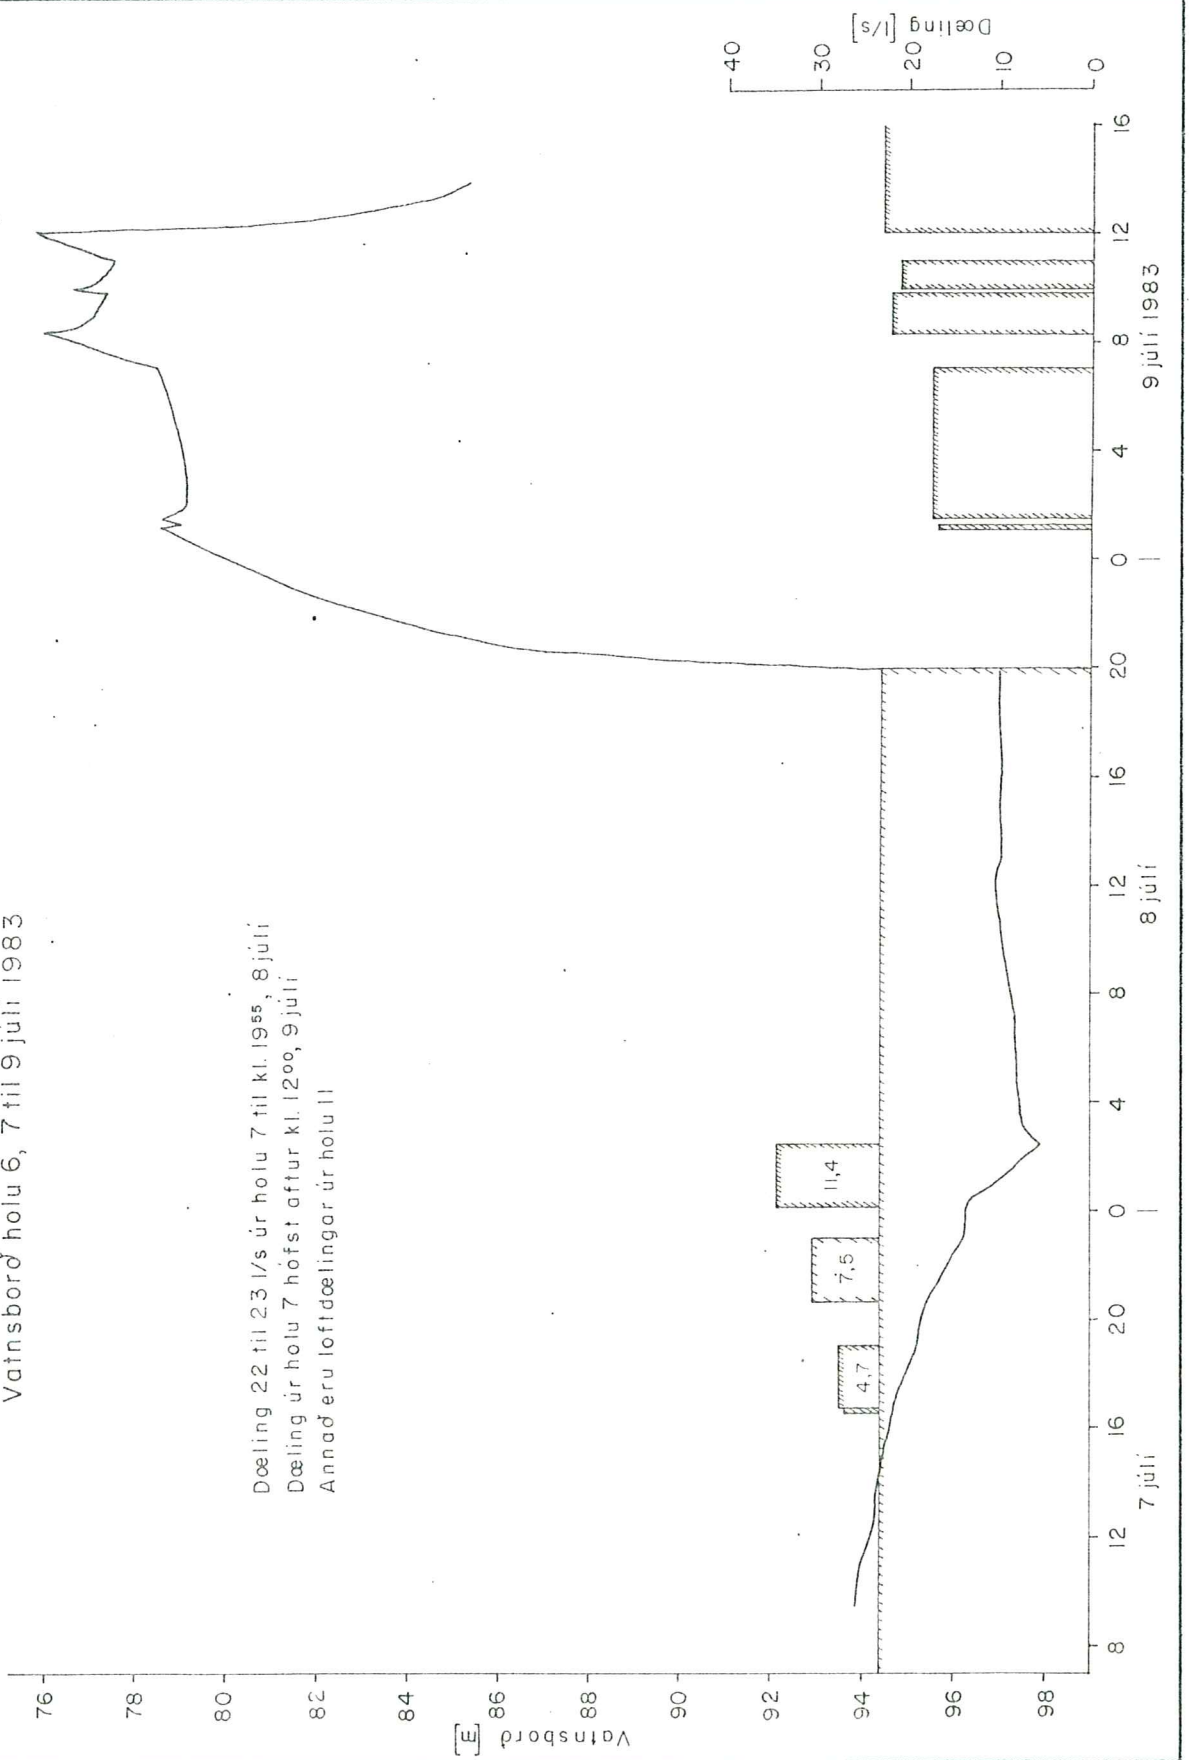 Vatnsborð holu 6, 7 til 9 júlí 1983
Dæling 22 til 23 l/s úr holu 7 til kl. 19⁵⁵, 8 júlí
Dæling úr holu 7 hófst aftur kl. 12⁰⁰, 9 júlí
Annað eru loftdælingar úr holu 11
Vatnsborð [m]
76
78
80
82
84
86
88
90
92
94
96
98
4,7
7,5
11,4
Dæling [l/s]
40
30
20
10
0
8 12 16 20 0 4 8 12 16 20 0 4 8 12 16
7 júlí 8 júlí 9 júlí 1983